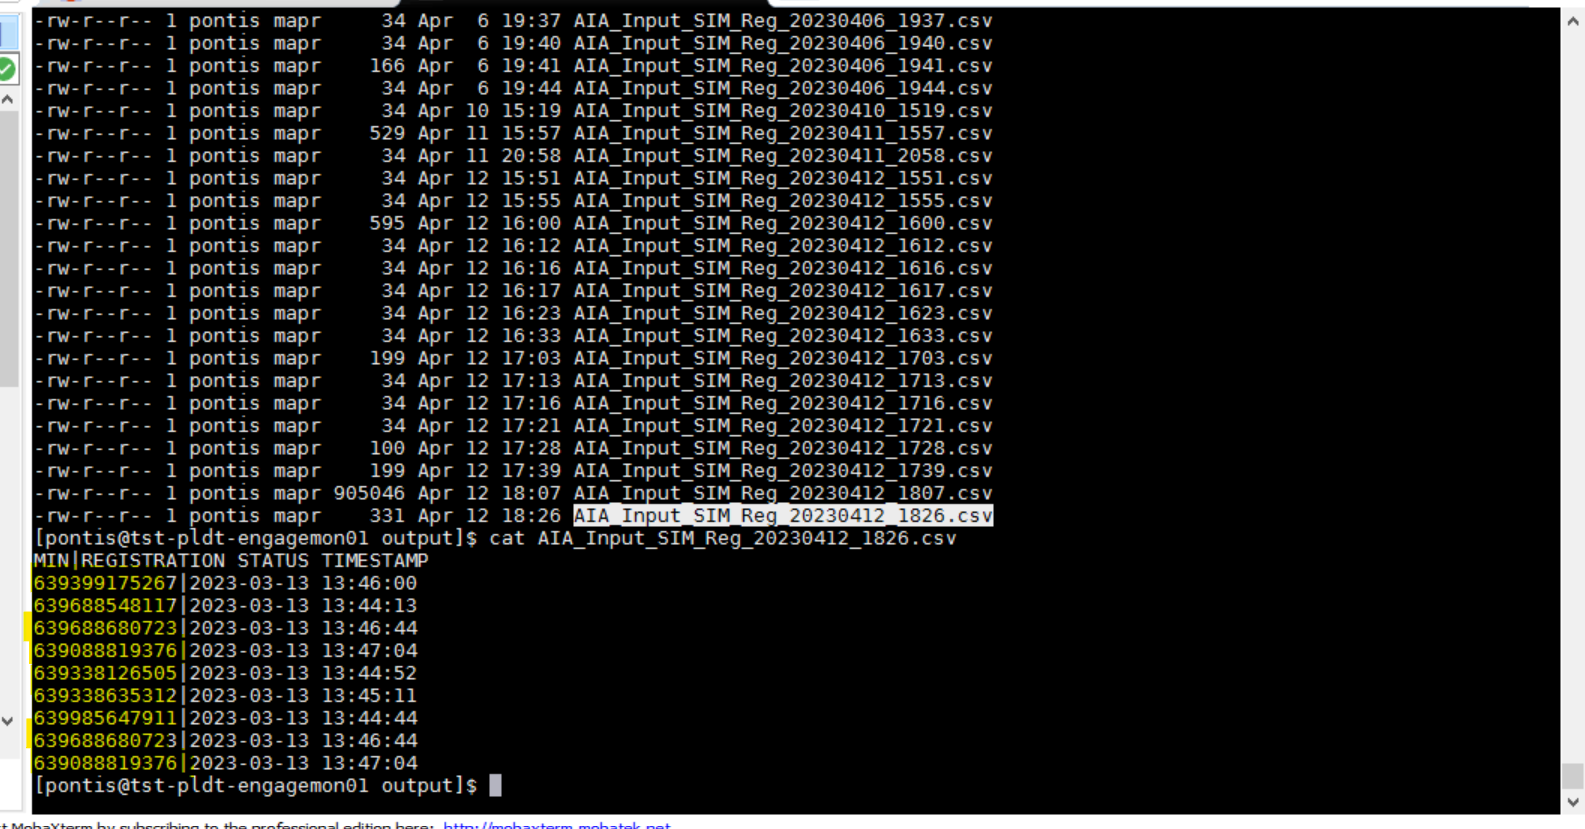 -rw-r--r-- 1 pontis mapr     34 Apr  6 19:37 AIA_Input_SIM_Reg_20230406_1937.csv
-rw-r--r-- 1 pontis mapr     34 Apr  6 19:40 AIA_Input_SIM_Reg_20230406_1940.csv
-rw-r--r-- 1 pontis mapr    166 Apr  6 19:41 AIA_Input_SIM_Reg_20230406_1941.csv
-rw-r--r-- 1 pontis mapr     34 Apr  6 19:44 AIA_Input_SIM_Reg_20230406_1944.csv
-rw-r--r-- 1 pontis mapr     34 Apr 10 15:19 AIA_Input_SIM_Reg_20230410_1519.csv
-rw-r--r-- 1 pontis mapr    529 Apr 11 15:57 AIA_Input_SIM_Reg_20230411_1557.csv
-rw-r--r-- 1 pontis mapr     34 Apr 11 20:58 AIA_Input_SIM_Reg_20230411_2058.csv
-rw-r--r-- 1 pontis mapr     34 Apr 12 15:51 AIA_Input_SIM_Reg_20230412_1551.csv
-rw-r--r-- 1 pontis mapr     34 Apr 12 15:55 AIA_Input_SIM_Reg_20230412_1555.csv
-rw-r--r-- 1 pontis mapr    595 Apr 12 16:00 AIA_Input_SIM_Reg_20230412_1600.csv
-rw-r--r-- 1 pontis mapr     34 Apr 12 16:12 AIA_Input_SIM_Reg_20230412_1612.csv
-rw-r--r-- 1 pontis mapr     34 Apr 12 16:16 AIA_Input_SIM_Reg_20230412_1616.csv
-rw-r--r-- 1 pontis mapr     34 Apr 12 16:17 AIA_Input_SIM_Reg_20230412_1617.csv
-rw-r--r-- 1 pontis mapr     34 Apr 12 16:23 AIA_Input_SIM_Reg_20230412_1623.csv
-rw-r--r-- 1 pontis mapr     34 Apr 12 16:33 AIA_Input_SIM_Reg_20230412_1633.csv
-rw-r--r-- 1 pontis mapr    199 Apr 12 17:03 AIA_Input_SIM_Reg_20230412_1703.csv
-rw-r--r-- 1 pontis mapr     34 Apr 12 17:13 AIA_Input_SIM_Reg_20230412_1713.csv
-rw-r--r-- 1 pontis mapr     34 Apr 12 17:16 AIA_Input_SIM_Reg_20230412_1716.csv
-rw-r--r-- 1 pontis mapr     34 Apr 12 17:21 AIA_Input_SIM_Reg_20230412_1721.csv
-rw-r--r-- 1 pontis mapr    100 Apr 12 17:28 AIA_Input_SIM_Reg_20230412_1728.csv
-rw-r--r-- 1 pontis mapr    199 Apr 12 17:39 AIA_Input_SIM_Reg_20230412_1739.csv
-rw-r--r-- 1 pontis mapr 905046 Apr 12 18:07 AIA_Input_SIM_Reg_20230412_1807.csv
-rw-r--r-- 1 pontis mapr    331 Apr 12 18:26 AIA_Input_SIM_Reg_20230412_1826.csv
[pontis@tst-pldt-engagemon01 output]$ cat AIA_Input_SIM_Reg_20230412_1826.csv
MIN|REGISTRATION STATUS TIMESTAMP
639399175267|2023-03-13 13:46:00
639688548117|2023-03-13 13:44:13
639688680723|2023-03-13 13:46:44
639088819376|2023-03-13 13:47:04
639338126505|2023-03-13 13:44:52
639338635312|2023-03-13 13:45:11
639985647911|2023-03-13 13:44:44
639688680723|2023-03-13 13:46:44
639088819376|2023-03-13 13:47:04
[pontis@tst-pldt-engagemon01 output]$
t MobaXterm by subscribing to the professional edition here: http://mobaxterm.mobatek.net